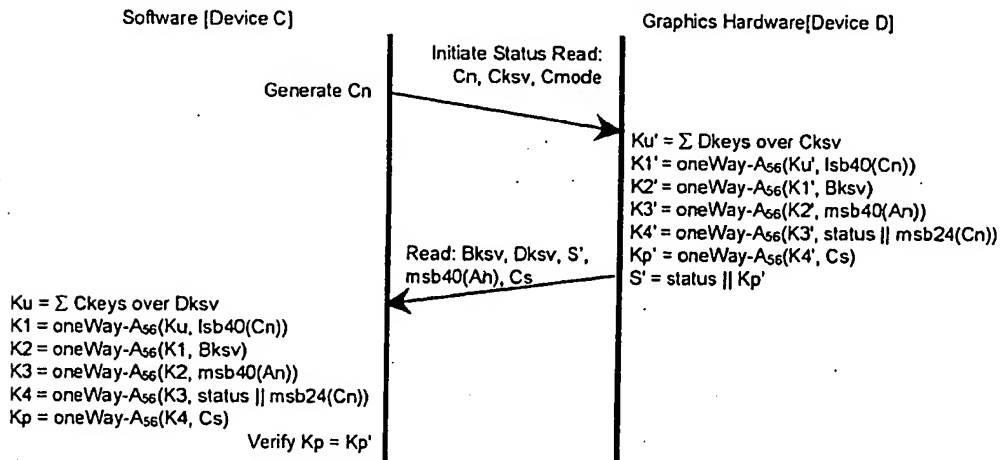 Software [Device C]
Graphics Hardware[Device D]
Initiate Status Read:
Cn, Cksv, Cmode
Generate Cn
Ku' = Σ Dkeys over Cksv
K1' = oneWay-A56(Ku', lsb40(Cn))
K2' = oneWay-A56(K1', Bksv)
K3' = oneWay-A56(K2', msb40(An))
K4' = oneWay-A56(K3', status || msb24(Cn))
Kp' = oneWay-A56(K4', Cs)
S' = status || Kp'
Read: Bksv, Dksv, S',
msb40(An), Cs
Ku = Σ Ckeys over Dksv
K1 = oneWay-A56(Ku, lsb40(Cn))
K2 = oneWay-A56(K1, Bksv)
K3 = oneWay-A56(K2, msb40(An))
K4 = oneWay-A56(K3, status || msb24(Cn))
Kp = oneWay-A56(K4, Cs)
Verify Kp = Kp'